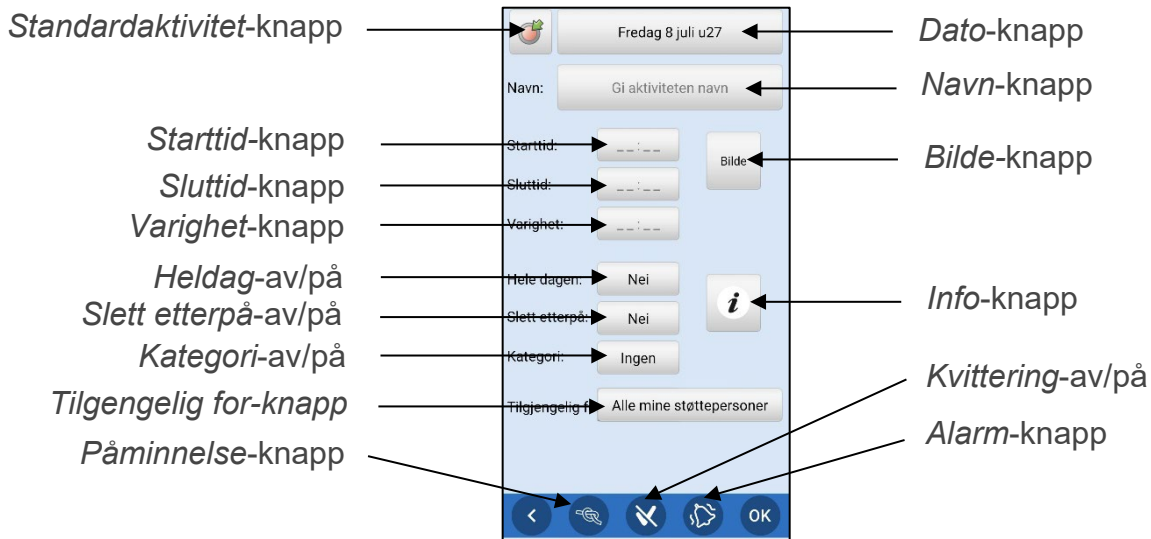 Standardaktivitet-knapp
Fredag 8 juli u27
Dato-knapp
Navn:
Gi aktiviteten navn
Navn-knapp
Starttid-knapp
Starttid:
__:__
Bilde
Bilde-knapp
Sluttid-knapp
Sluttid:
__:__
Varighet-knapp
Varighet:
__:__
Heldag-av/på
Hele dagen:
Nei
i
Info-knapp
Slett etterpå-av/på
Slett etterpå:
Nei
Kategori-av/på
Kategori:
Ingen
Kvittering-av/på
Tilgengelig for-knapp
Tilgjengelig f
Alle mine støttepersoner
Alarm-knapp
Påminnelse-knapp
OK